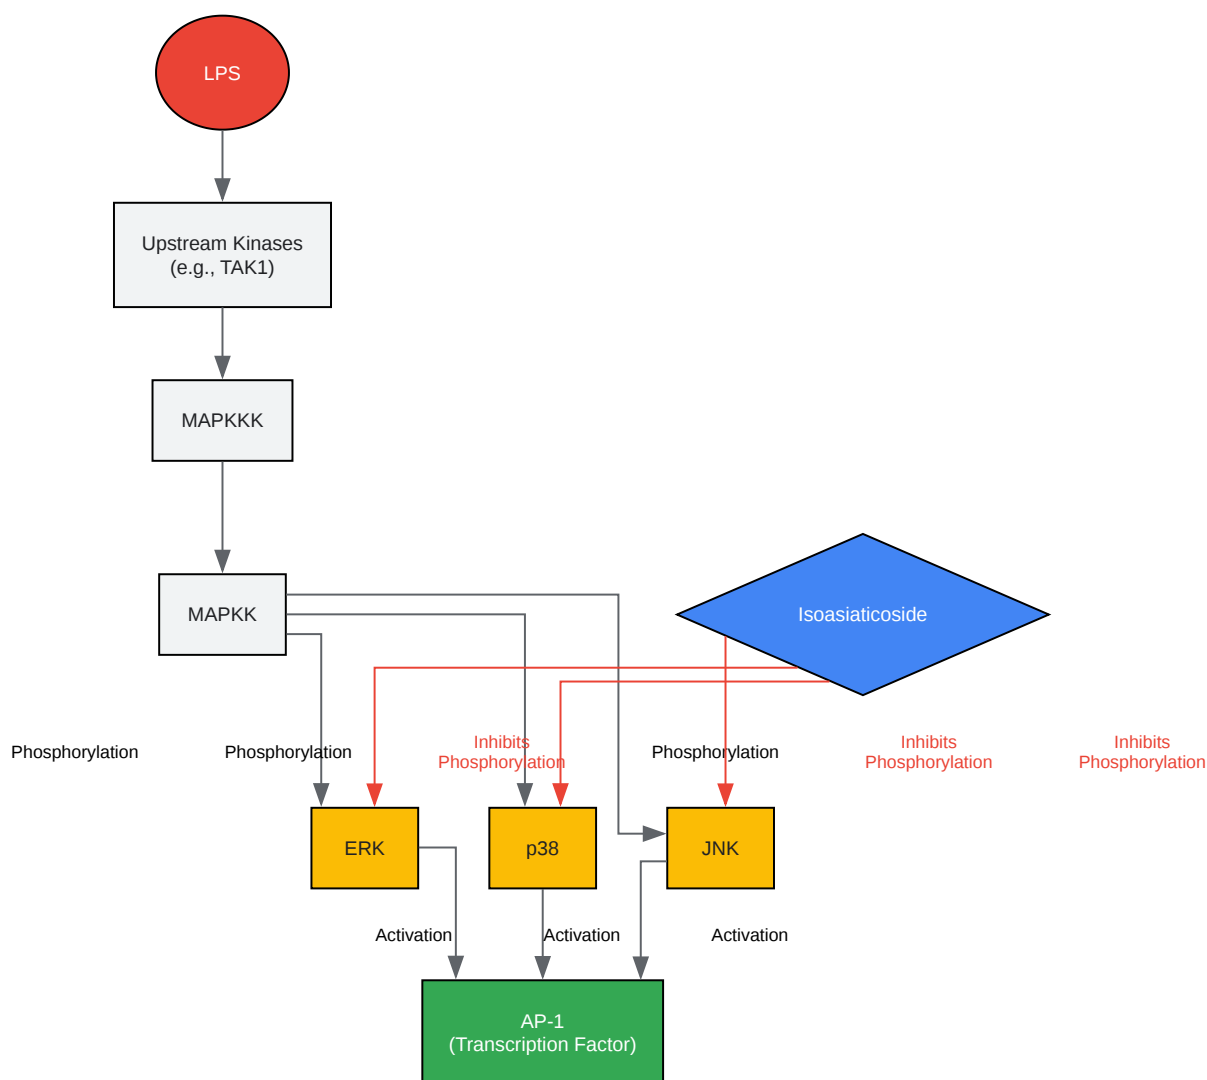 LPS
Upstream Kinases
(e.g., TAK1)
MAPKKK
MAPKK
Isoasiaticoside
Phosphorylation
Phosphorylation
Inhibits
Phosphorylation
Phosphorylation
Inhibits
Phosphorylation
Inhibits
Phosphorylation
ERK
p38
JNK
Activation
Activation
Activation
AP-1
(Transcription Factor)